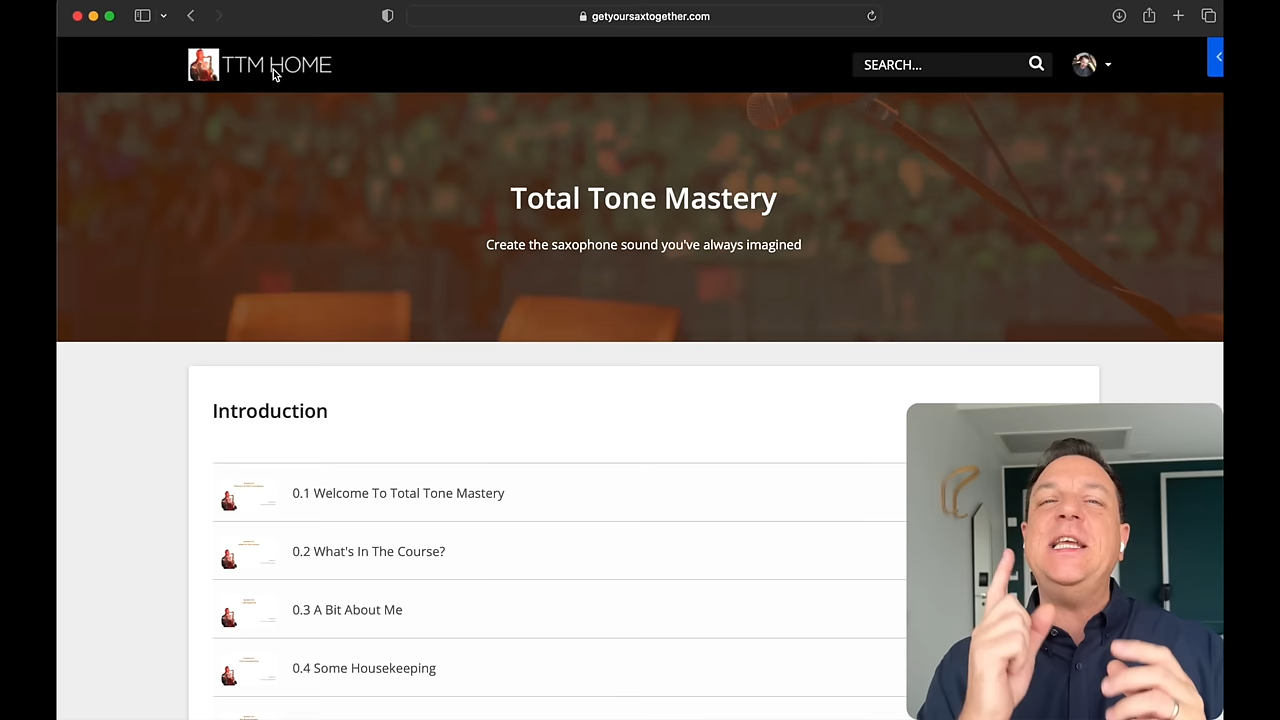 getyoursaxtogether.com
TTM HOME
SEARCH...
Total Tone Mastery
Create the saxophone sound you've always imagined
Introduction
0.1 Welcome To Total Tone Mastery
0.2 What's In The Course?
0.3 A Bit About Me
0.4 Some Housekeeping